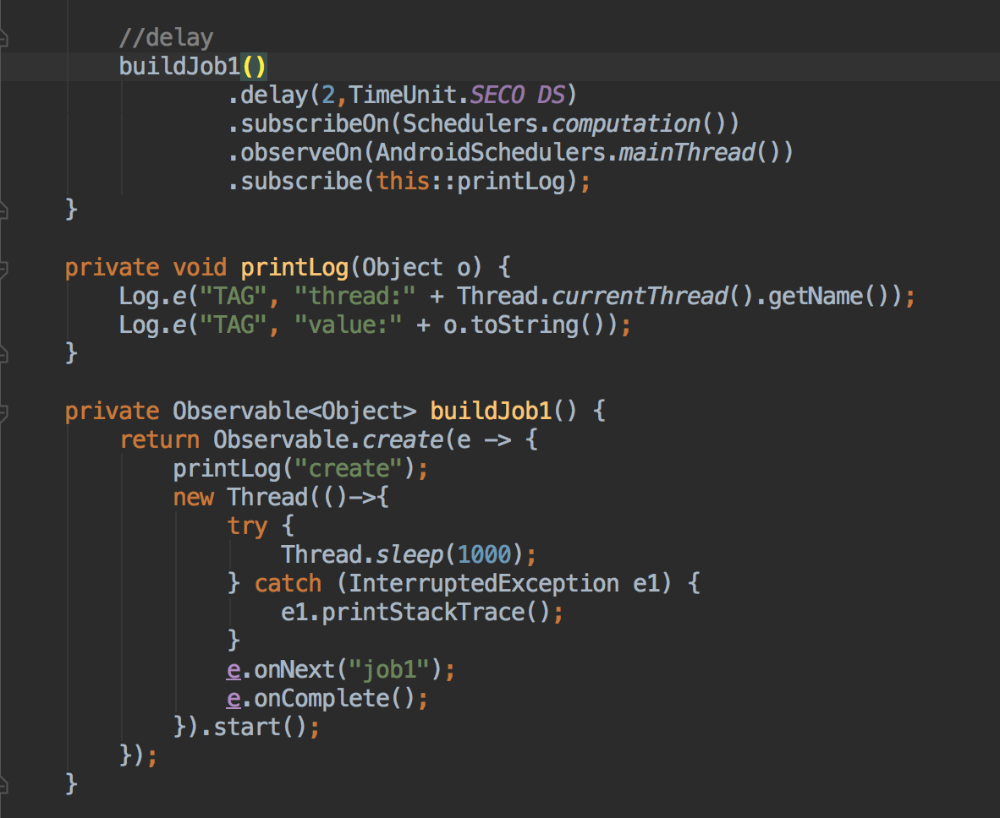 //delay
buildJob1()
.delay(2,TimeUnit.SECO DS)
.subscribeOn(Schedulers.computation())
.observeOn(AndroidSchedulers.mainThread())
.subscribe(this::printLog);
}
private void printLog(Object o) {
Log.e("TAG", "thread:" + Thread.currentThread().getName());
Log.e("TAG", "value:" + o.toString());
}
private Observable<Object> buildJob1() {
return Observable.create(e -> {
printLog("create");
new Thread(()->{
try {
Thread.sleep(1000);
} catch (InterruptedException e1) {
e1.printStackTrace();
}
e.onNext("job1");
e.onComplete();
}).start();
});
}